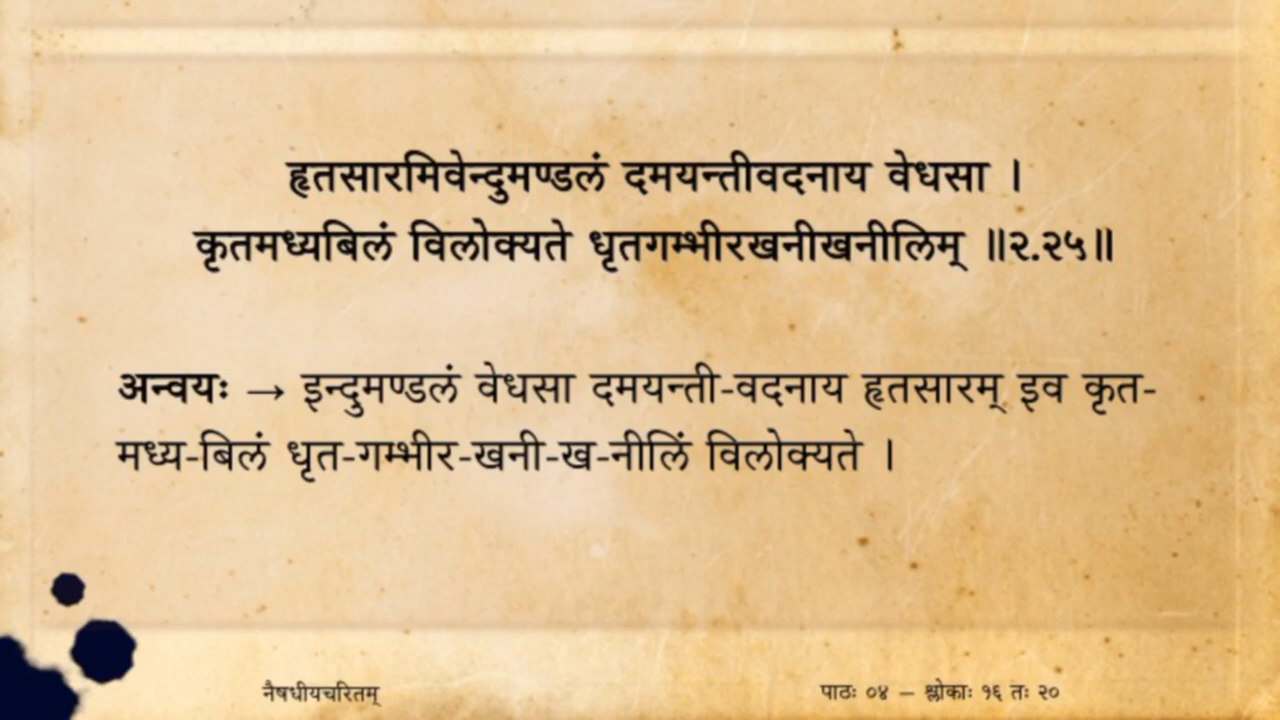 हृतसारमिवेन्दुमण्डलं दमयन्तीवदनाय वेधसा ।
कृतमध्यबिलं विलोक्यते धृतगम्भीरखनीखनीलिम् ॥२.२५॥
अन्वयः → इन्दुमण्डलं वेधसा दमयन्ती-वदनाय हृतसारम् इव कृत-
मध्य-बिलं धृत-गम्भीर-खनी-ख-नीलिं विलोक्यते ।
नैषधीयचरितम्
पाठः ०४ – श्लोकाः १६ तः २०